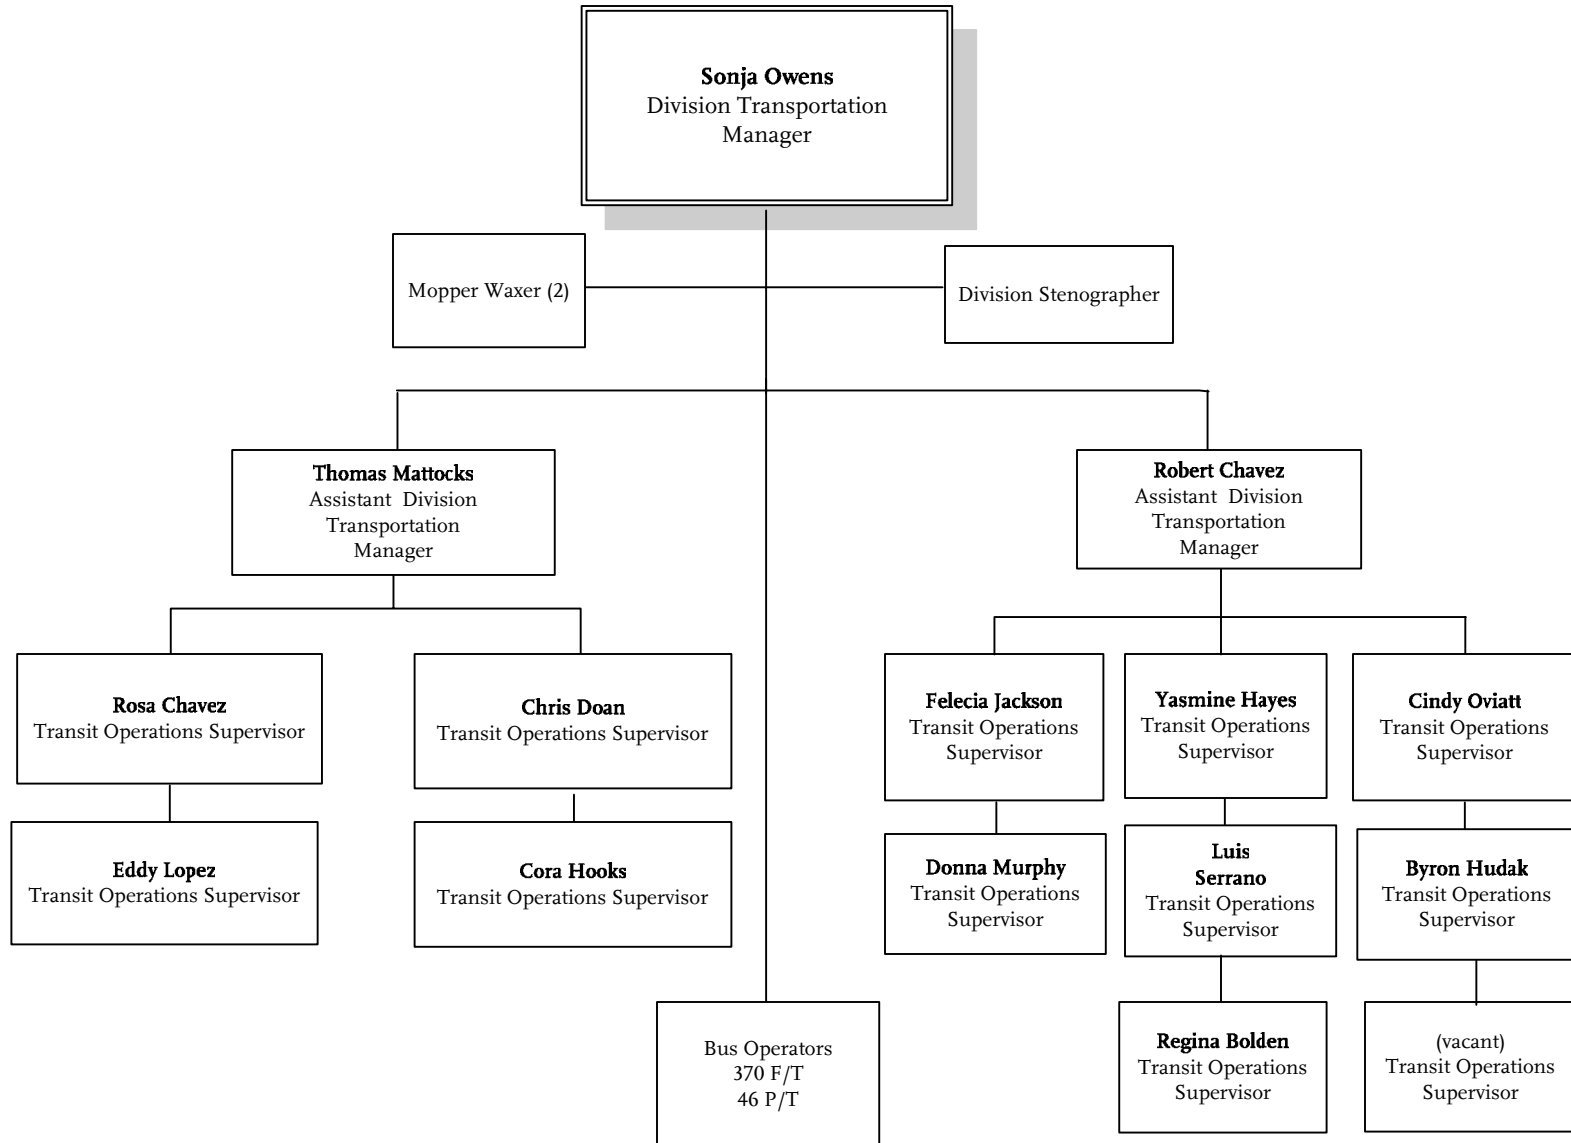 Sonja Owens
Division Transportation
Manager
Mopper Waxer (2)
Division Stenographer
Thomas Mattocks
Assistant Division
Transportation
Manager
Robert Chavez
Assistant Division
Transportation
Manager
Rosa Chavez
Transit Operations Supervisor
Chris Doan
Transit Operations Supervisor
Felecia Jackson
Transit Operations
Supervisor
Yasmine Hayes
Transit Operations
Supervisor
Cindy Oviatt
Transit Operations
Supervisor
Eddy Lopez
Transit Operations Supervisor
Cora Hooks
Transit Operations Supervisor
Donna Murphy
Transit Operations
Supervisor
Luis
Serrano
Transit Operations
Supervisor
Byron Hudak
Transit Operations
Supervisor
Bus Operators
370 F/T
46 P/T
Regina Bolden
Transit Operations
Supervisor
(vacant)
Transit Operations
Supervisor